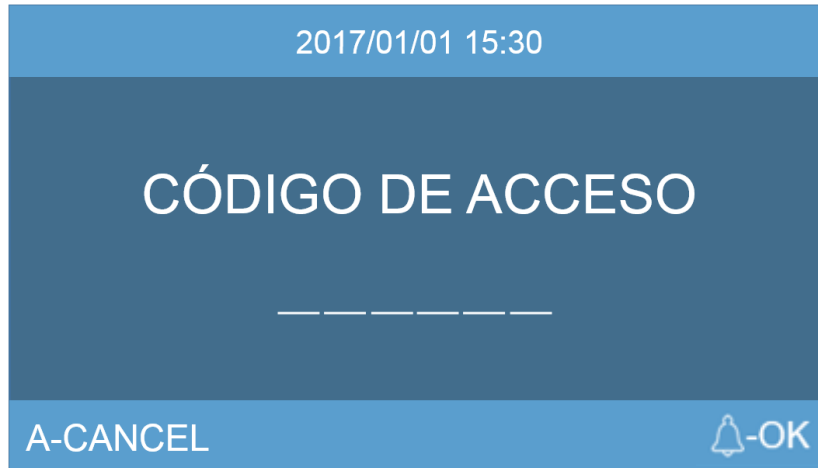 2017/01/01 15:30
CÓDIGO DE ACCESO
_ _ _ _ _ _
A-CANCEL
-OK